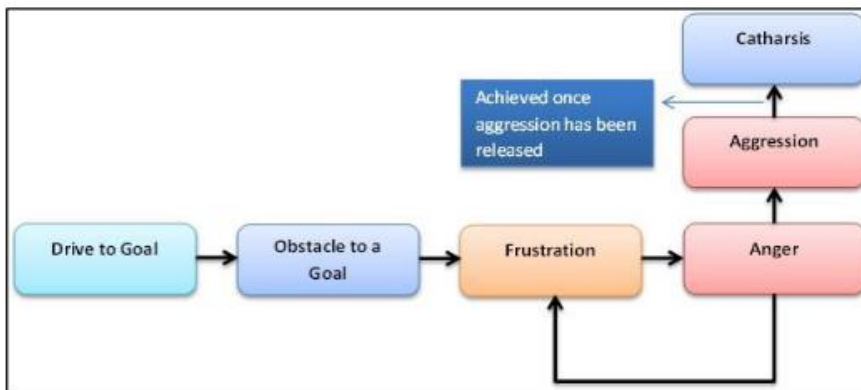 Catharsis
Achieved once
aggression has been
released
Aggression
Drive to Goal
Obstacle to a
Goal
Frustration
Anger